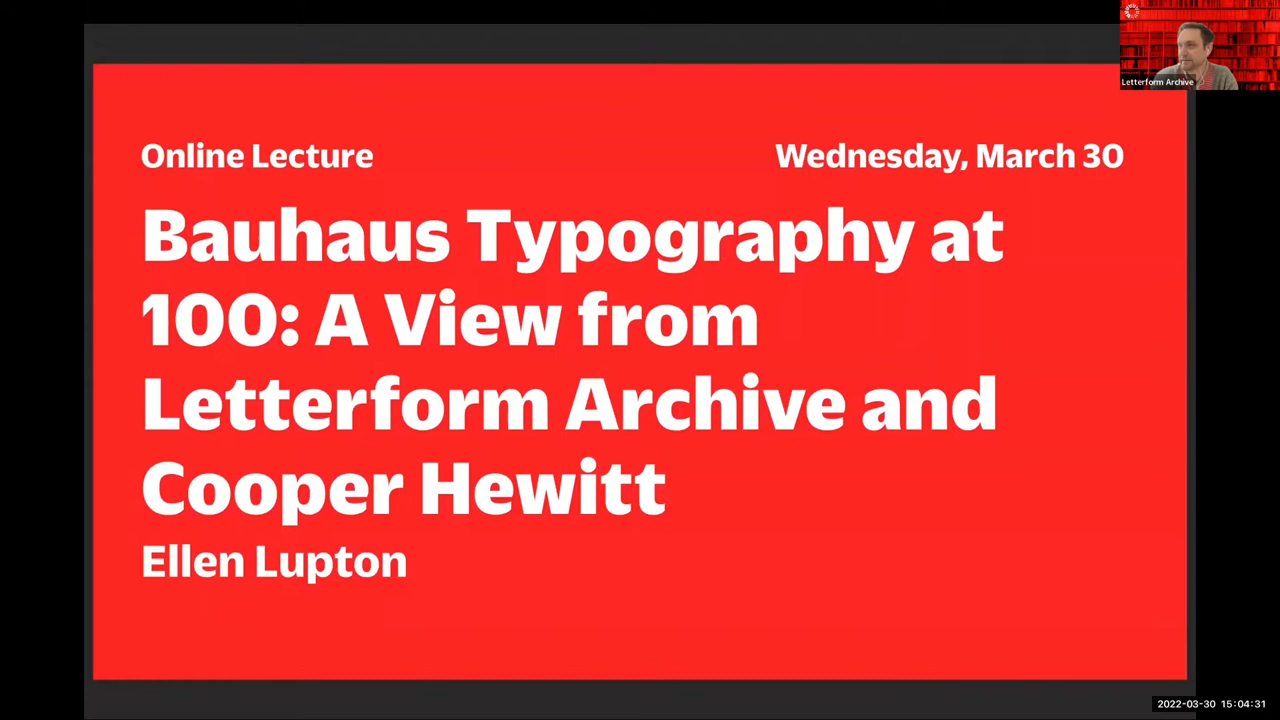 Letterform Archive
Online Lecture
Wednesday, March 30
Bauhaus Typography at
100: A View from
Letterform Archive and
Cooper Hewitt
Ellen Lupton
2022-03-30 15:04:31